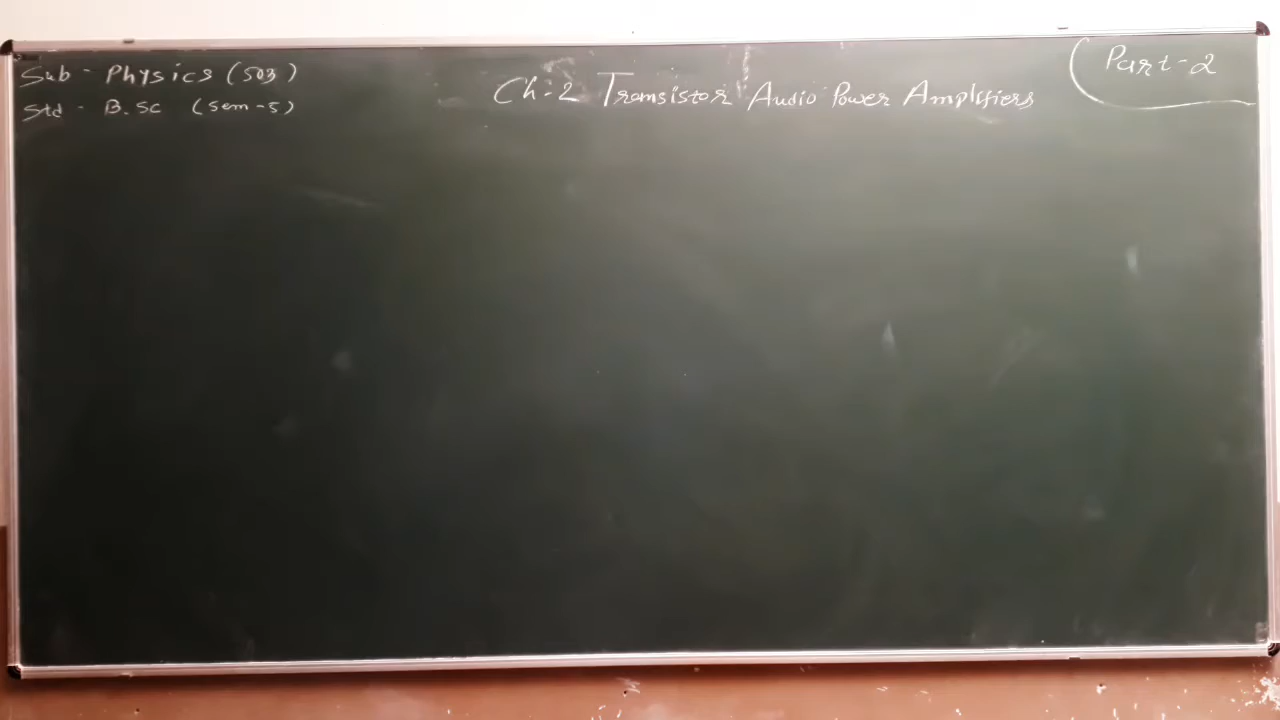 Sub - Physics (503)
Std - B.SC (Sem-5)
Ch:2 Transistor Audio Power Amplifiers
Part-2